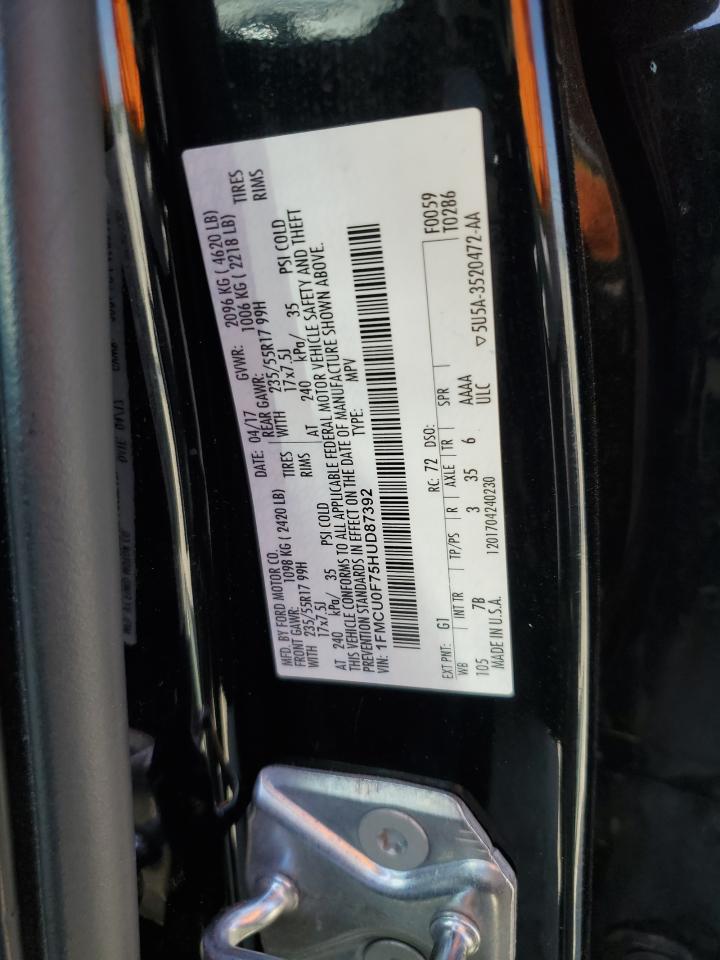 MFD. BY FORD MOTOR CO.
DATE: 04/17 GVWR: 2096 KG ( 4620 LB)
FRONT GAWR: 1098 KG ( 2420 LB) REAR GAWR: 1006 KG ( 2218 LB)
WITH 235/55R17 99H TIRES WITH 235/55R17 99H TIRES
17x7.5J RIMS 17x7.5J RIMS
AT 240 kPa/ 35 PSI COLD AT 240 kPa/ 35 PSI COLD
THIS VEHICLE CONFORMS TO ALL APPLICABLE FEDERAL MOTOR VEHICLE SAFETY AND THEFT
PREVENTION STANDARDS IN EFFECT ON THE DATE OF MANUFACTURE SHOWN ABOVE.
VIN: 1FMCU0F75HUD87392 TYPE: MPV
F0059
EXT PNT: G1 RC: 72 DSO: T0286
WB INT TR TP/PS R AXLE TR SPR
105 7B 3 35 6 AAAA
ULC
MADE IN U.S.A. 1201704240230 ▽5U5A-3520472-AA